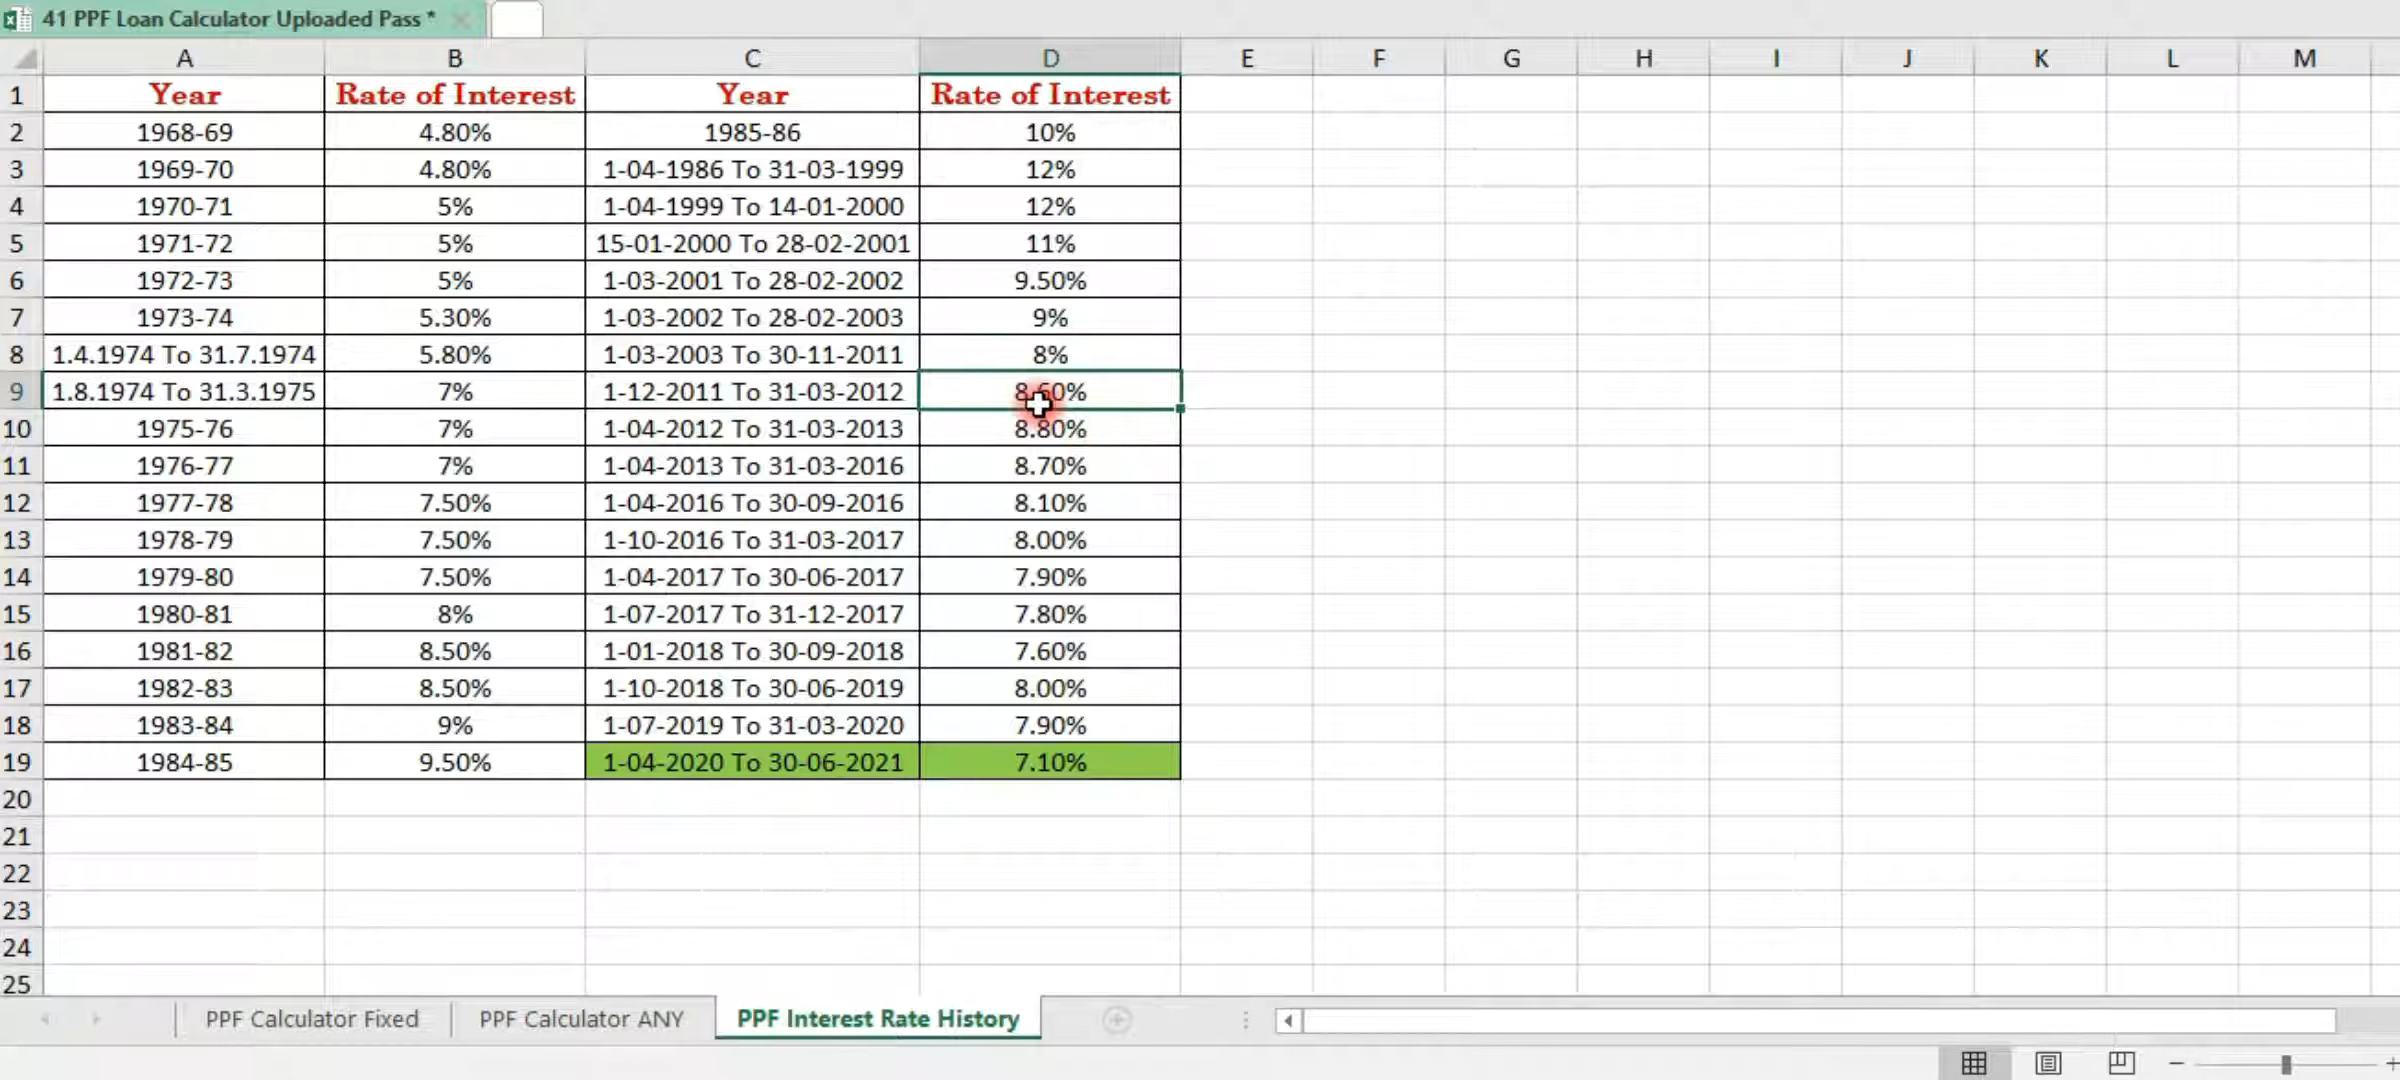 41 PPF Loan Calculator Uploaded Pass *
A B C D E F G H I J K L M
1 Year Rate of Interest Year Rate of Interest
2 1968-69 4.80% 1985-86 10%
3 1969-70 4.80% 1-04-1986 To 31-03-1999 12%
4 1970-71 5% 1-04-1999 To 14-01-2000 12%
5 1971-72 5% 15-01-2000 To 28-02-2001 11%
6 1972-73 5% 1-03-2001 To 28-02-2002 9.50%
7 1973-74 5.30% 1-03-2002 To 28-02-2003 9%
8 1.4.1974 To 31.7.1974 5.80% 1-03-2003 To 30-11-2011 8%
9 1.8.1974 To 31.3.1975 7% 1-12-2011 To 31-03-2012 8.60%
10 1975-76 7% 1-04-2012 To 31-03-2013 8.80%
11 1976-77 7% 1-04-2013 To 31-03-2016 8.70%
12 1977-78 7.50% 1-04-2016 To 30-09-2016 8.10%
13 1978-79 7.50% 1-10-2016 To 31-03-2017 8.00%
14 1979-80 7.50% 1-04-2017 To 30-06-2017 7.90%
15 1980-81 8% 1-07-2017 To 31-12-2017 7.80%
16 1981-82 8.50% 1-01-2018 To 30-09-2018 7.60%
17 1982-83 8.50% 1-10-2018 To 30-06-2019 8.00%
18 1983-84 9% 1-07-2019 To 31-03-2020 7.90%
19 1984-85 9.50% 1-04-2020 To 30-06-2021 7.10%
20
21
22
23
24
25
PPF Calculator Fixed PPF Calculator ANY PPF Interest Rate History